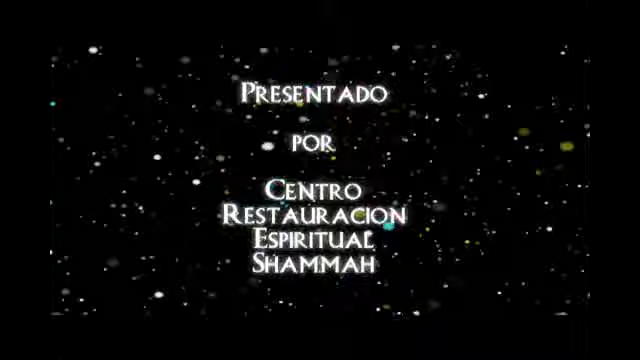 Presentado
por
Centro
Restauracion
Espiritual
Shammah